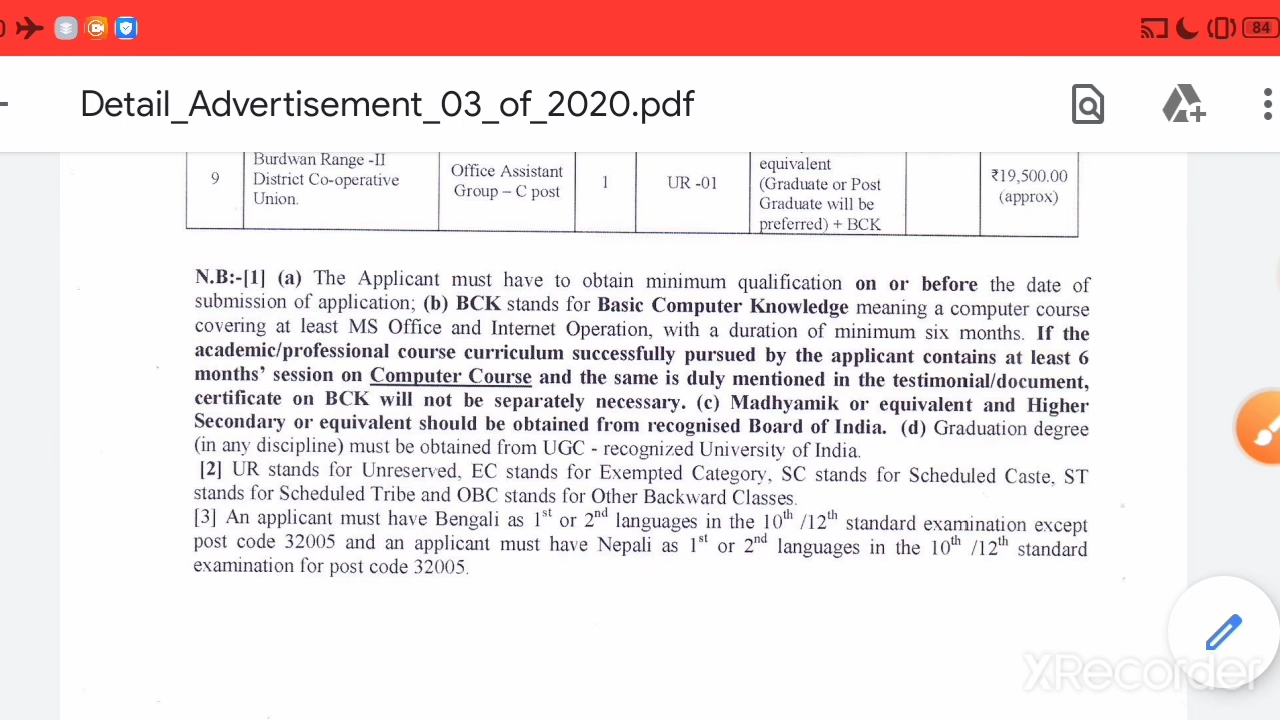 84
Detail_Advertisement_03_of_2020.pdf
9
Burdwan Range -II
District Co-operative
Union.
Office Assistant
Group – C post
1
UR -01
equivalent
(Graduate or Post
Graduate will be
preferred) + BCK
₹19,500.00
(approx)
N.B:-[1] (a) The Applicant must have to obtain minimum qualification on or before the date of
submission of application; (b) BCK stands for Basic Computer Knowledge meaning a computer course
covering at least MS Office and Internet Operation, with a duration of minimum six months. If the
academic/professional course curriculum successfully pursued by the applicant contains at least 6
months' session on Computer Course and the same is duly mentioned in the testimonial/document,
certificate on BCK will not be separately necessary. (c) Madhyamik or equivalent and Higher
Secondary or equivalent should be obtained from recognised Board of India. (d) Graduation degree
(in any discipline) must be obtained from UGC - recognized University of India.
[2] UR stands for Unreserved, EC stands for Exempted Category, SC stands for Scheduled Caste, ST
stands for Scheduled Tribe and OBC stands for Other Backward Classes.
[3] An applicant must have Bengali as 1st or 2nd languages in the 10th /12th standard examination except
post code 32005 and an applicant must have Nepali as 1st or 2nd languages in the 10th /12th standard
examination for post code 32005.
XRecorder